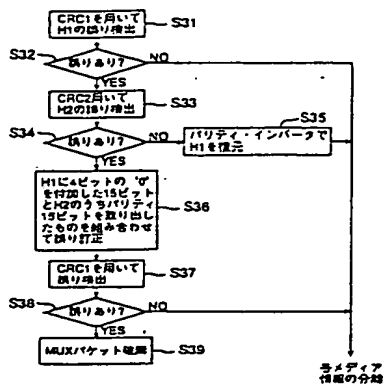 CRC1を用いて
H1の誤り検出
S31
S32
誤りあり?
NO
YES
CRC2用いて
H2の誤り検出
S33
S34
誤りあり?
NO
YES
パリティ・インバータで
H1を復元
S35
H1に4ビットの"0"
を付加した15ビット
とH2のうちパリティ
15ビットを取り出し
たものを組み合わせ
て誤り訂正
S36
CRC1を用いて
誤り検出
S37
S38
誤りあり?
NO
YES
MUXパケット破棄
S39
各メディア
情報の分離